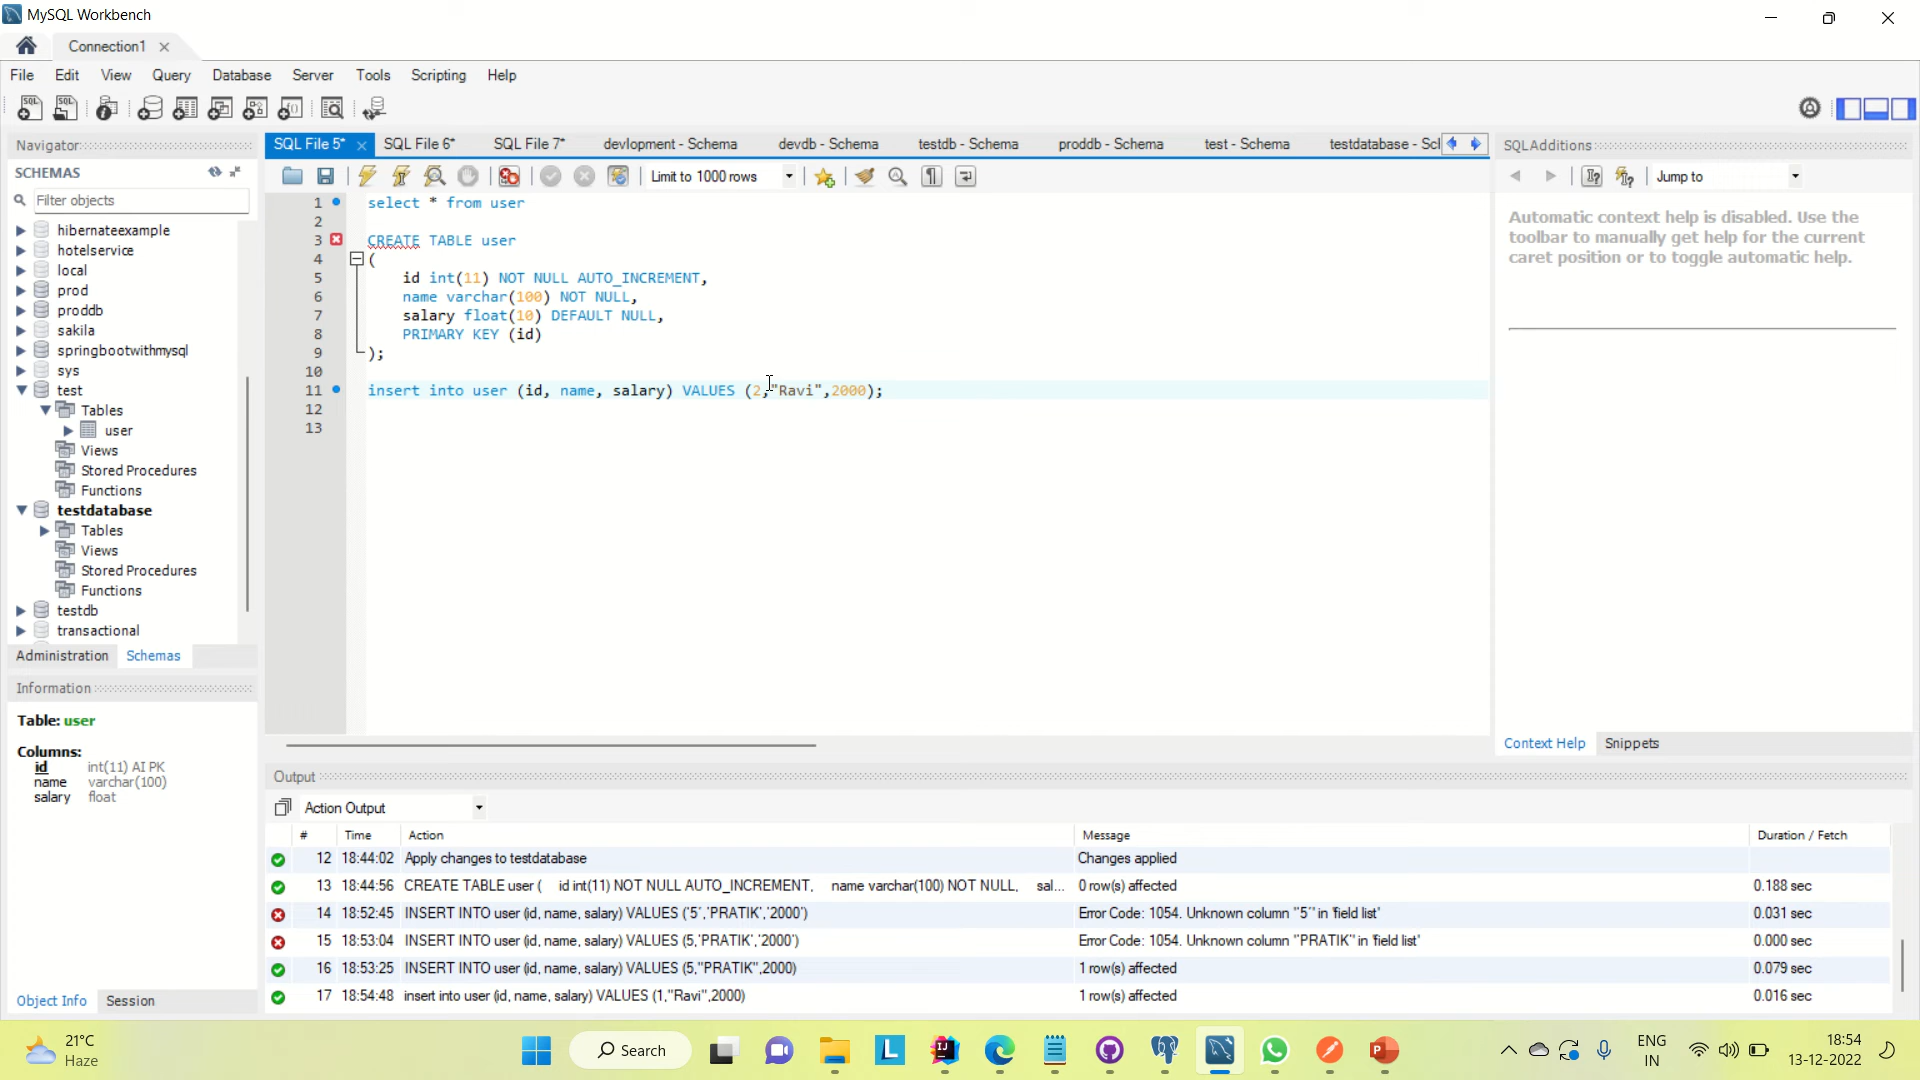 MySQL Workbench
Connection1
File Edit View Query Database Server Tools Scripting Help
Navigator
SCHEMAS
Filter objects
hibernateexample
hotelservice
local
prod
proddb
sakila
springbootwithmysql
sys
test
Tables
user
Views
Stored Procedures
Functions
testdatabase
Tables
Views
Stored Procedures
Functions
testdb
transactional
Administration Schemas
Information
Table: user
Columns:
id int(11) AI PK
name varchar(100)
salary float
Object Info Session
SQL File 5* SQL File 6* SQL File 7* devlopment - Schema devdb - Schema testdb - Schema proddb - Schema test - Schema testdatabase - Scl
Limit to 1000 rows
1 select * from user
2
3 CREATE TABLE user
4 (
5 id int(11) NOT NULL AUTO_INCREMENT,
6 name varchar(100) NOT NULL,
7 salary float(10) DEFAULT NULL,
8 PRIMARY KEY (id)
9 );
10
11 insert into user (id, name, salary) VALUES (2,"Ravi",2000);
12
13
SQLAdditions
Jump to
Automatic context help is disabled. Use the
toolbar to manually get help for the current
caret position or to toggle automatic help.
Context Help Snippets
Output
Action Output
# Time Action Message Duration / Fetch
12 18:44:02 Apply changes to testdatabase Changes applied
13 18:44:56 CREATE TABLE user ( id int(11) NOT NULL AUTO_INCREMENT, name varchar(100) NOT NULL, sal... 0 row(s) affected 0.188 sec
14 18:52:45 INSERT INTO user (id, name, salary) VALUES (´5´,´PRATIK´,´2000´) Error Code: 1054. Unknown column '´5´' in 'field list' 0.031 sec
15 18:53:04 INSERT INTO user (id, name, salary) VALUES (5,´PRATIK´,´2000´) Error Code: 1054. Unknown column '´PRATIK´' in 'field list' 0.000 sec
16 18:53:25 INSERT INTO user (id, name, salary) VALUES (5,"PRATIK",2000) 1 row(s) affected 0.079 sec
17 18:54:48 insert into user (id, name, salary) VALUES (1,"Ravi",2000) 1 row(s) affected 0.016 sec
21°C
Haze
Search
ENG
IN
18:54
13-12-2022